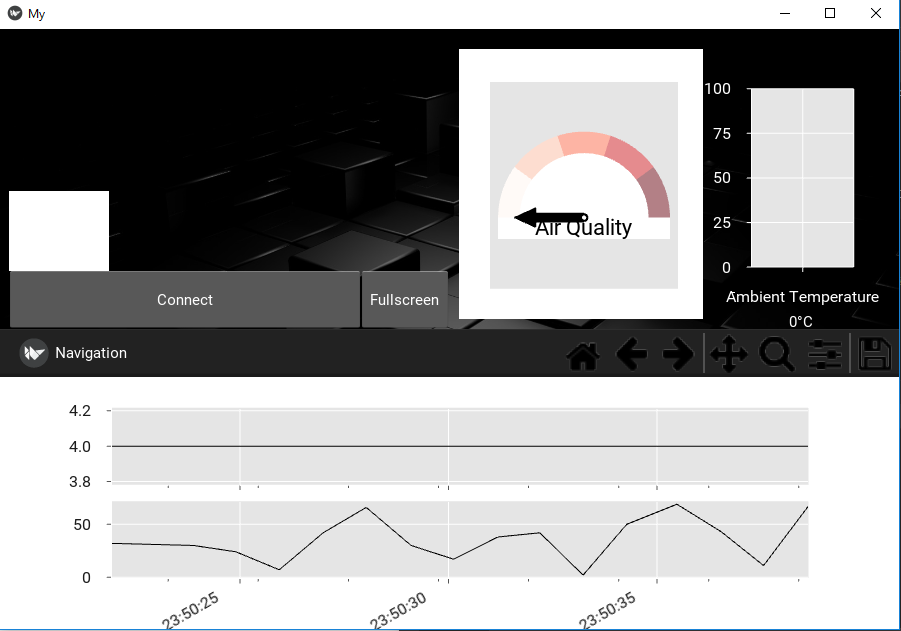 My
100
75
50
25
0
Air Quality
Ambient Temperature
0°C
Connect
Fullscreen
Navigation
4.2
4.0
3.8
50
0
23:50:25
23:50:30
23:50:35